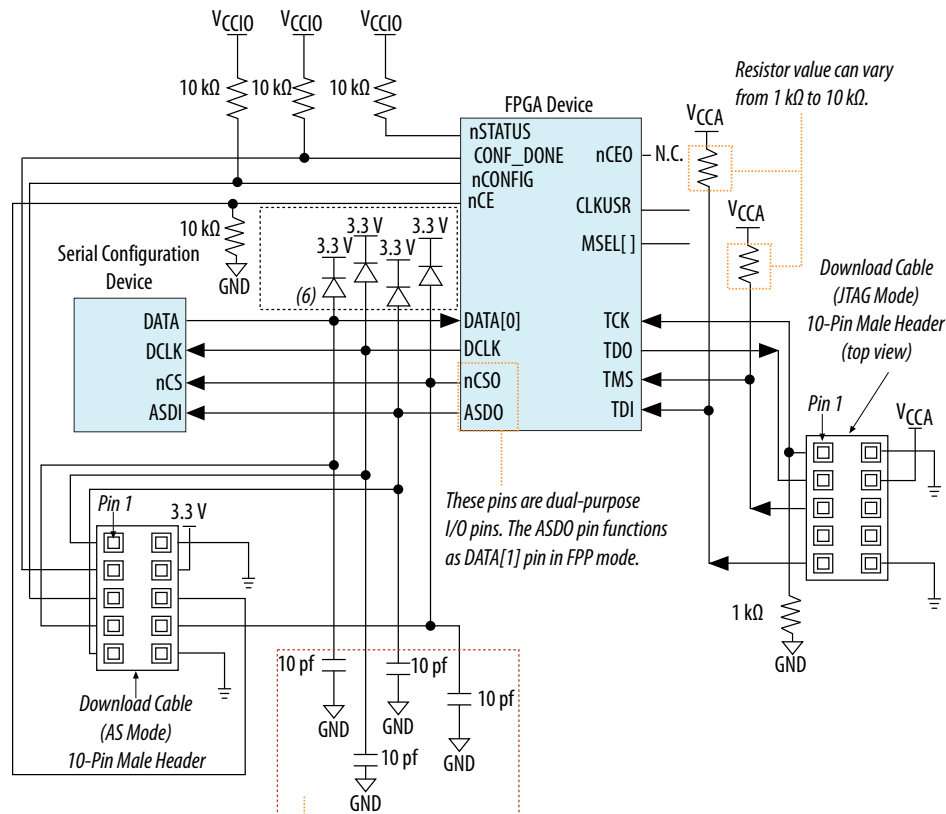 VCCIO VCCIO VCCIO
10 kΩ 10 kΩ 10 kΩ
Resistor value can vary
from 1 kΩ to 10 kΩ.
FPGA Device
VCCA
nSTATUS
CONF_DONE
nCONFIG
nCE
nCEO
N.C.
CLKUSR
MSEL[ ]
VCCA
10 kΩ
GND
3.3 V
3.3 V
3.3 V
3.3 V
(6)
Serial Configuration
Device
DATA
DCLK
nCS
ASDI
DATA[0]
DCLK
nCSO
ASDO
TCK
TDO
TMS
TDI
Download Cable
(JTAG Mode)
10-Pin Male Header
(top view)
Pin 1
VCCA
These pins are dual-purpose
I/O pins. The ASDO pin functions
as DATA[1] pin in FPP mode.
Pin 1
3.3 V
1 kΩ
GND
10 pf
10 pf
10 pf
10 pf
GND
GND
GND
GND
Download Cable
(AS Mode)
10-Pin Male Header